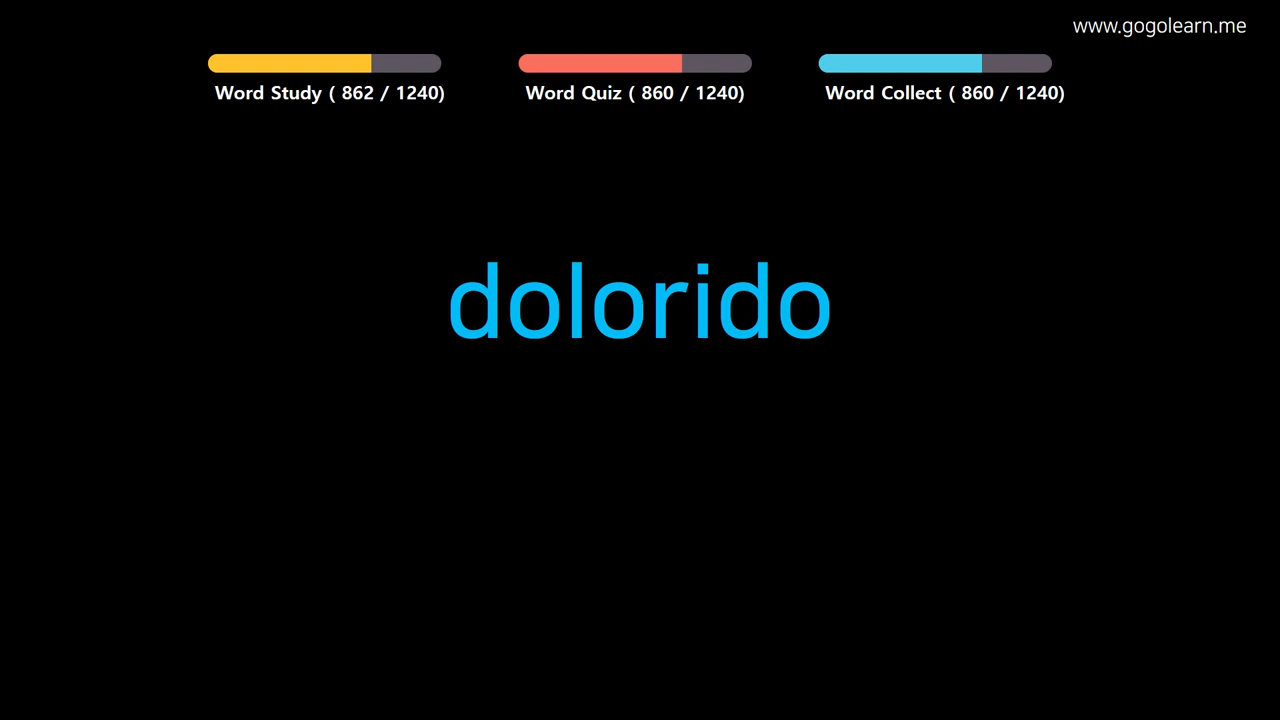 www.gogolearn.me
Word Study ( 862 / 1240)
Word Quiz ( 860 / 1240)
Word Collect ( 860 / 1240)
dolorido